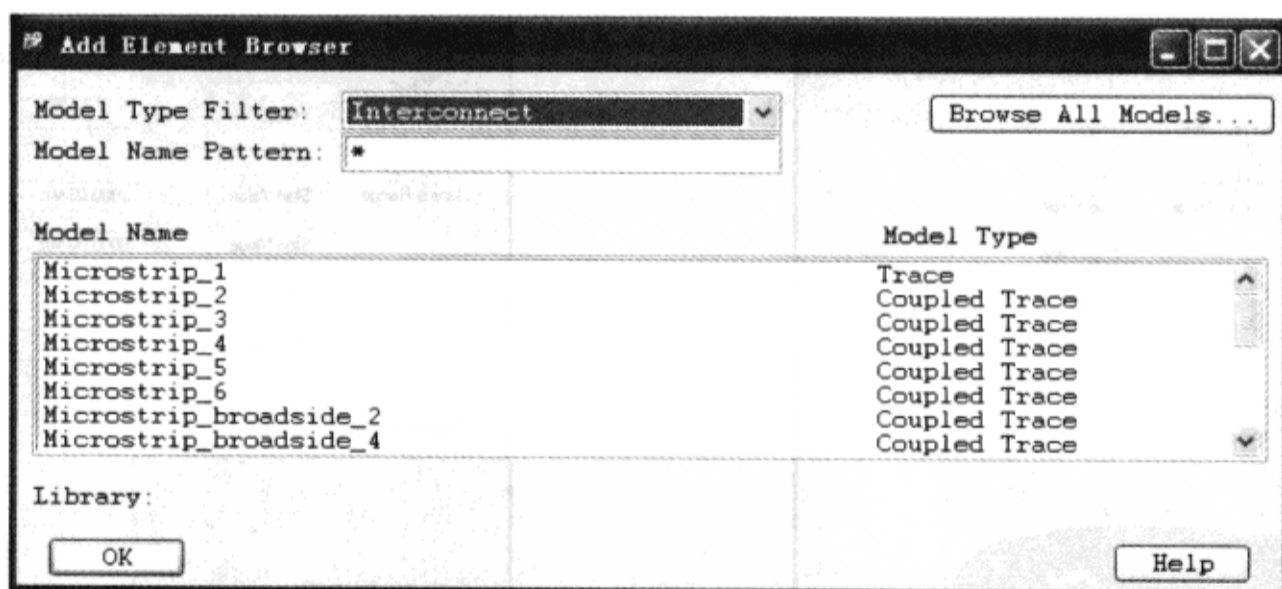 Add Element Browser
Model Type Filter: Interconnect Browse All Models...
Model Name Pattern: *
Model Name Model Type
Microstrip_1 Trace
Microstrip_2 Coupled Trace
Microstrip_3 Coupled Trace
Microstrip_4 Coupled Trace
Microstrip_5 Coupled Trace
Microstrip_6 Coupled Trace
Microstrip_broadside_2 Coupled Trace
Microstrip_broadside_4 Coupled Trace
Library:
OK Help